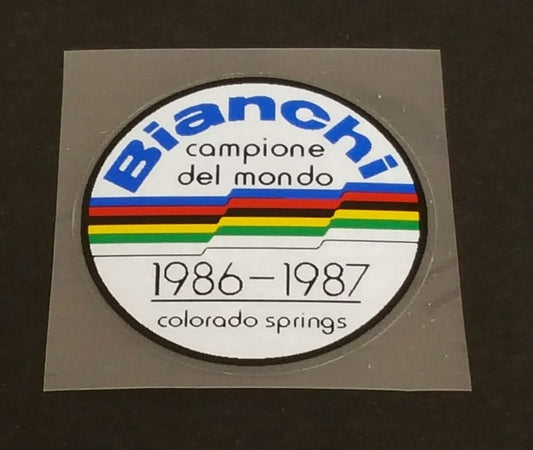 Bianchi
campione
del mondo
1986-1987
colorado springs